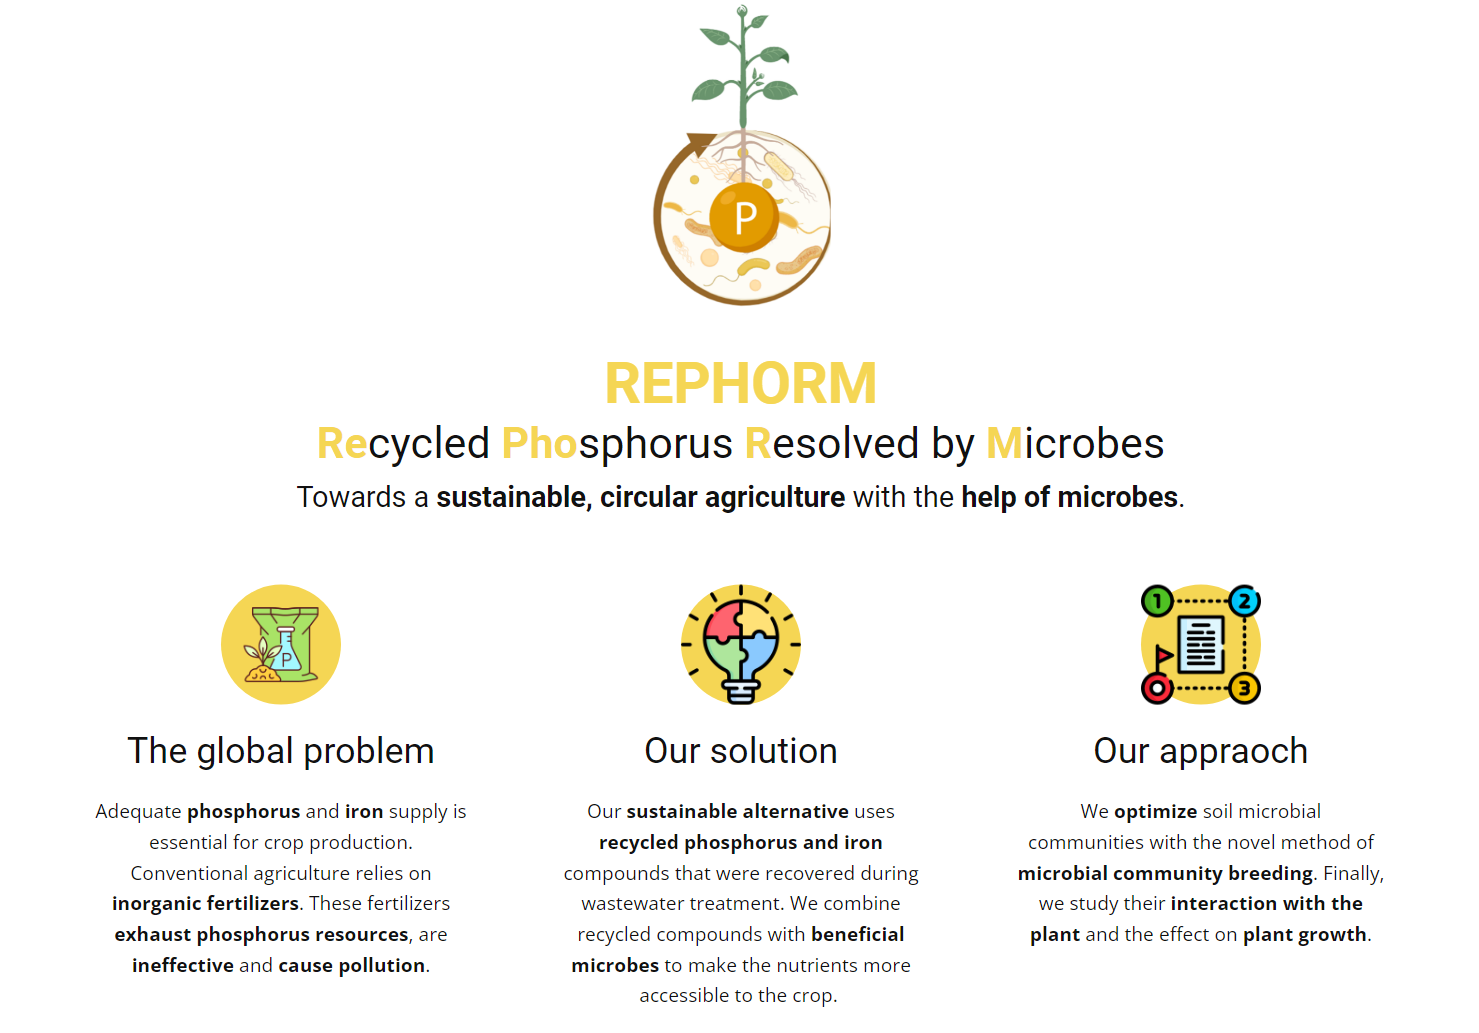 P
REPHORM
Recycled Phosphorus Resolved by Microbes
Towards a sustainable, circular agriculture with the help of microbes.
P
1
2
3
The global problem
Adequate phosphorus and iron supply is
essential for crop production.
Conventional agriculture relies on
inorganic fertilizers. These fertilizers
exhaust phosphorus resources, are
ineffective and cause pollution.
Our solution
Our sustainable alternative uses
recycled phosphorus and iron
compounds that were recovered during
wastewater treatment. We combine
recycled compounds with beneficial
microbes to make the nutrients more
accessible to the crop.
Our appraoch
We optimize soil microbial
communities with the novel method of
microbial community breeding. Finally,
we study their interaction with the
plant and the effect on plant growth.